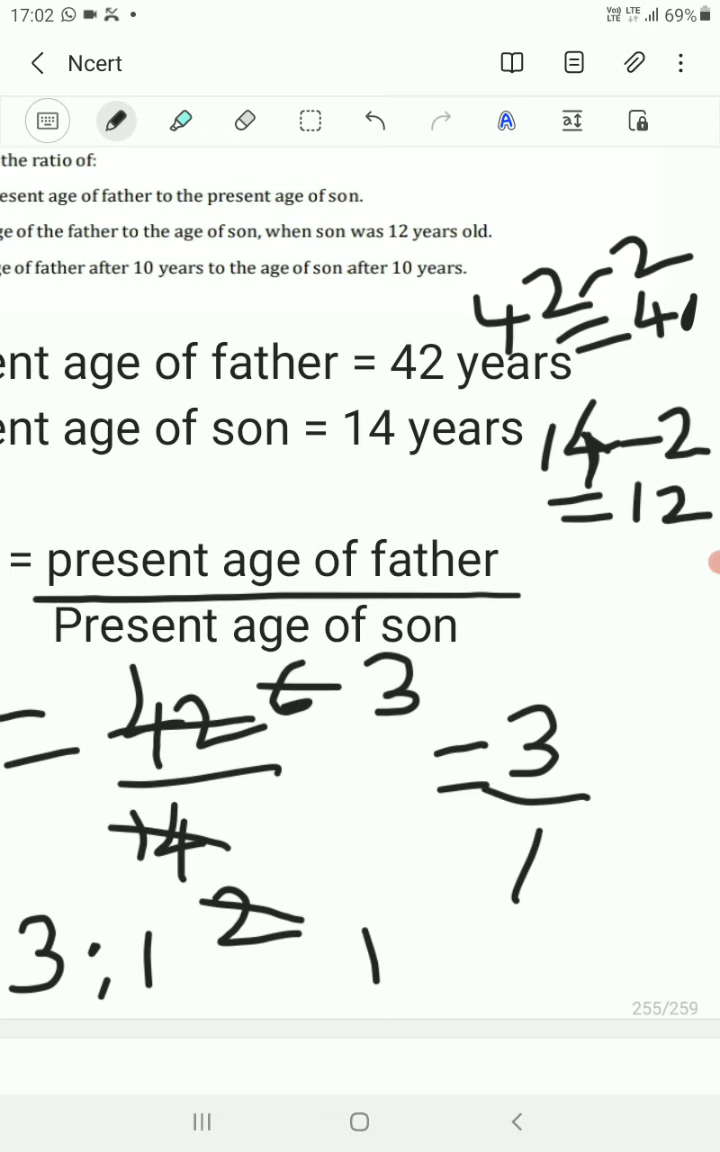 17:02 VoI) LTE LTE 69%
Ncert
the ratio of:
esent age of father to the present age of son.
ge of the father to the age of son, when son was 12 years old.
e of father after 10 years to the age of son after 10 years.
42-2
= 40
ent age of father = 42 years
ent age of son = 14 years
14-2
= 12
= present age of father
Present age of son
= 42 6 3
14 2 1
= 3
1
3:1
255/259